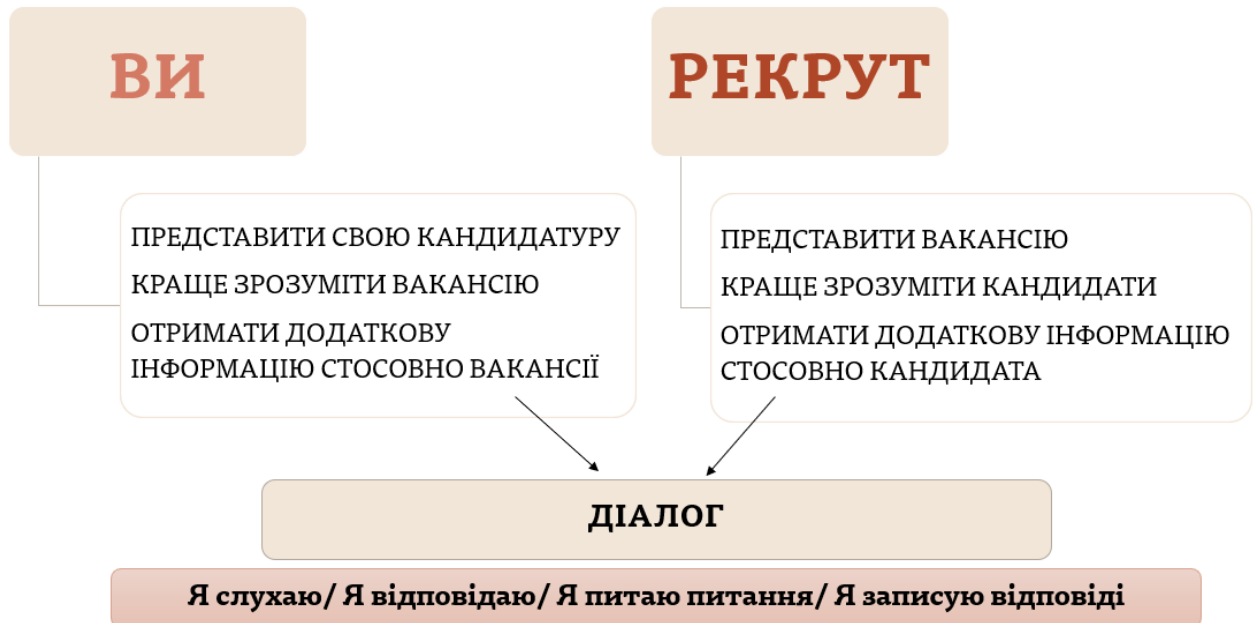 ВИ
РЕКРУТ
ПРЕДСТАВИТИ СВОЮ КАНДИДАТУРУ
КРАЩЕ ЗРОЗУМІТИ ВАКАНСІЮ
ОТРИМАТИ ДОДАТКОВУ
ІНФОРМАЦІЮ СТОСОВНО ВАКАНСІЇ
ПРЕДСТАВИТИ ВАКАНСІЮ
КРАЩЕ ЗРОЗУМІТИ КАНДИДАТИ
ОТРИМАТИ ДОДАТКОВУ ІНФОРМАЦІЮ
СТОСОВНО КАНДИДАТА
ДІАЛОГ
Я слухаю/ Я відповідаю/ Я питаю питання/ Я записую відповіді